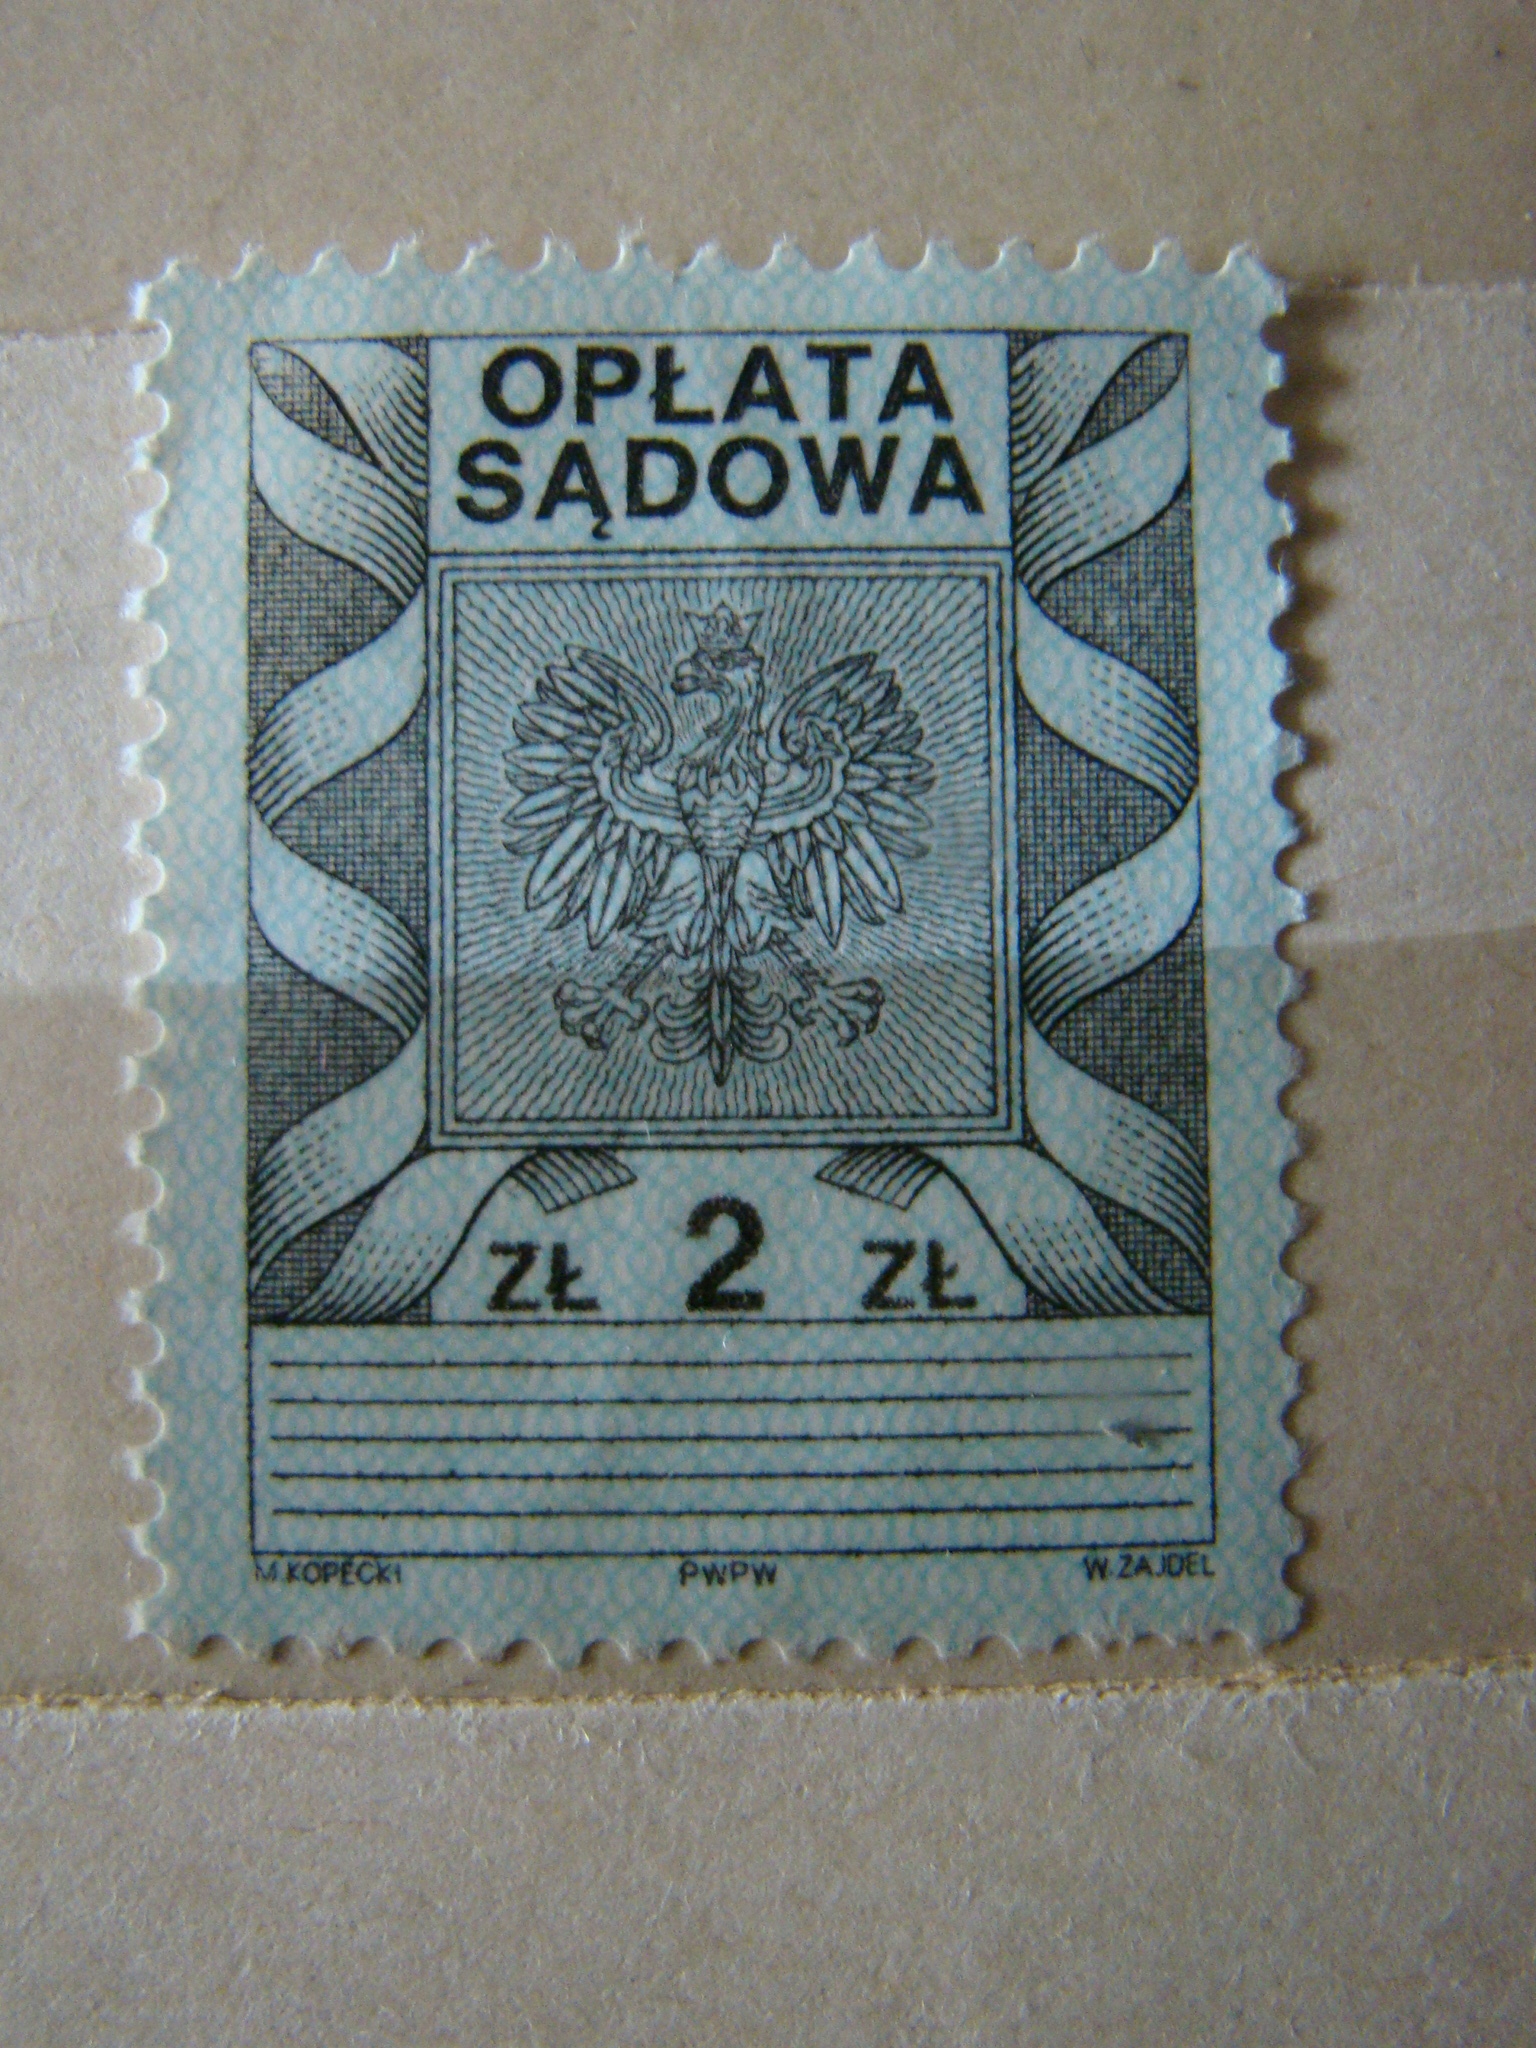 OPŁATA
SĄDOWA
ZŁ 2 ZŁ
M.KOPECKI PWPW W.ZAJDEL